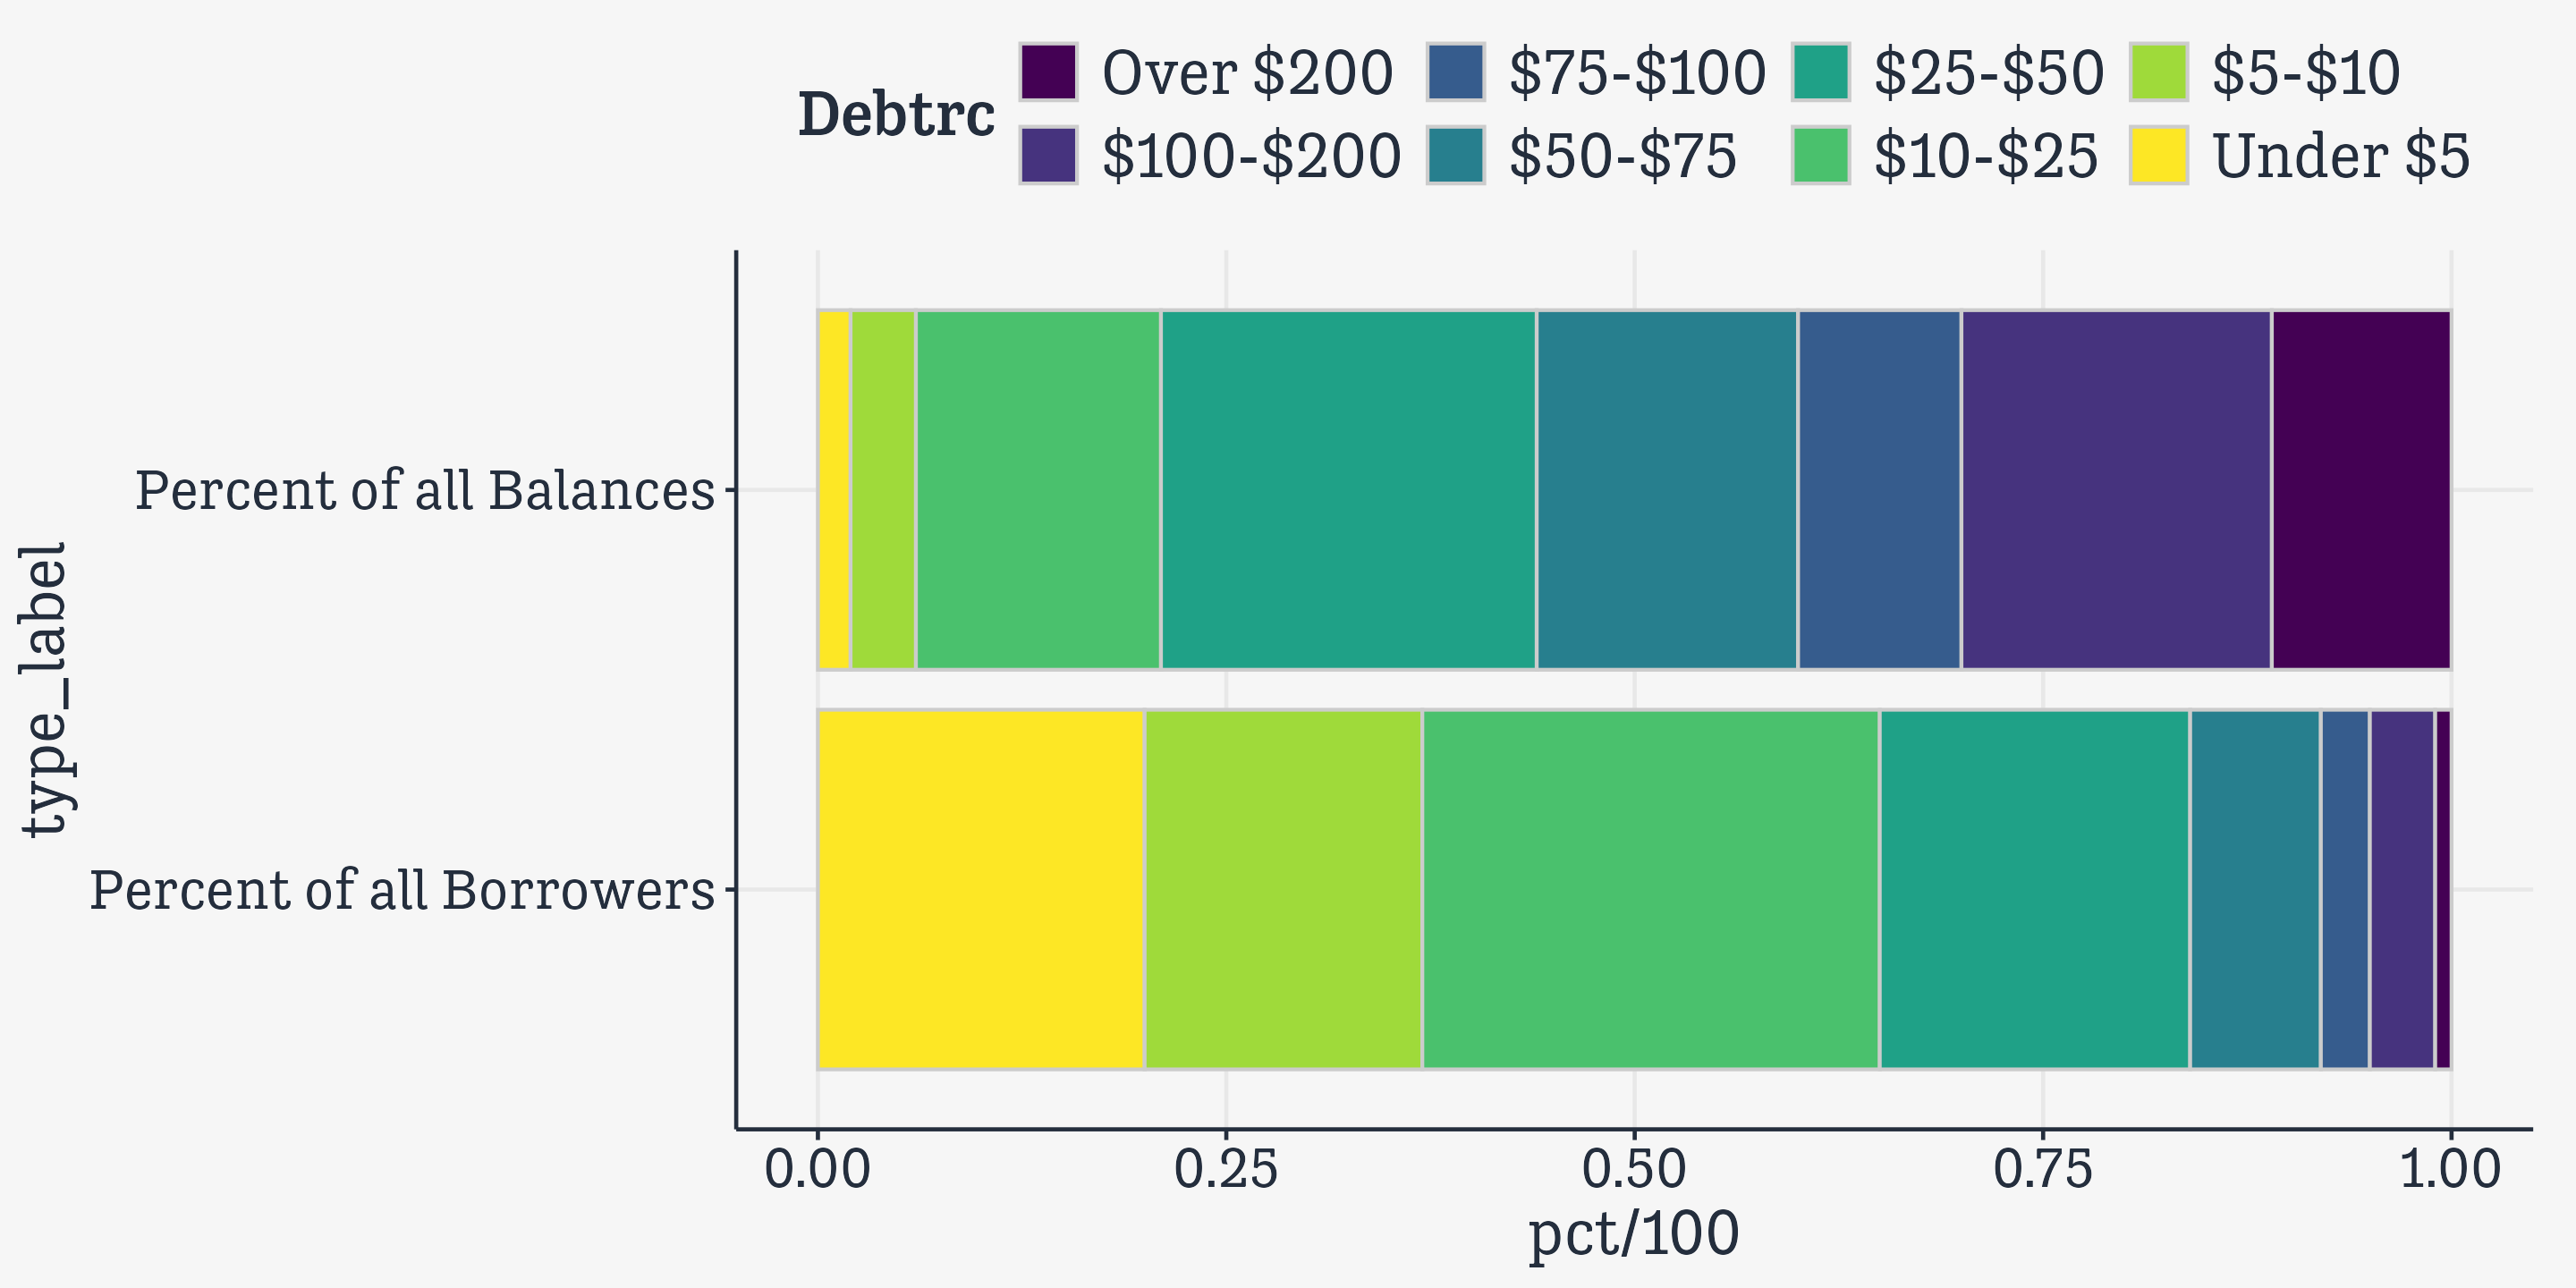 Debtrc
Over $200
$75-$100
$25-$50
$5-$10
$100-$200
$50-$75
$10-$25
Under $5
type_label
Percent of all Balances
Percent of all Borrowers
0.00
0.25
0.50
0.75
1.00
pct/100